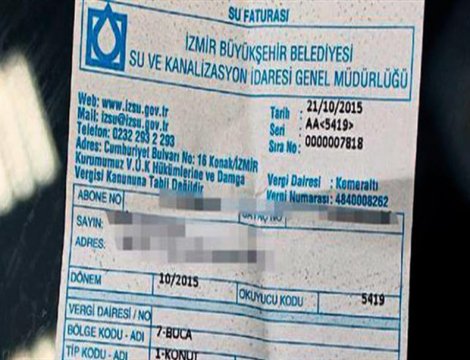 SU FATURASI
İZMİR BÜYÜKŞEHİR BELEDİYESİ
SU VE KANALİZASYON İDARESİ GENEL MÜDÜRLÜĞÜ
Web: www.izsu.gov.tr
Mail: izsu@izsu.gov.tr
Telefon: 0232 293 2 293
Adres: Cumhuriyet Bulvarı No: 16 Konak/İZMİR
Kurumumuz V.U.K Hükümlerine ve Damga
Vergisi Kanununa Tabii Değildir
Tarih : 21/10/2015
Seri : AA<5419>
Sıra No : 0000007818
Vergi Dairesi : Kemeraltı
Vergi Numarası: 4840008262
ABONE NO
SAYIN,
ADRES:
DÖNEM 10/2015
OKUYUCU KODU 5419
VERGİ DAİRESİ / NO
BÖLGE KODU - ADI 7-BUCA
TİP KODU - ADI 1-KONUT